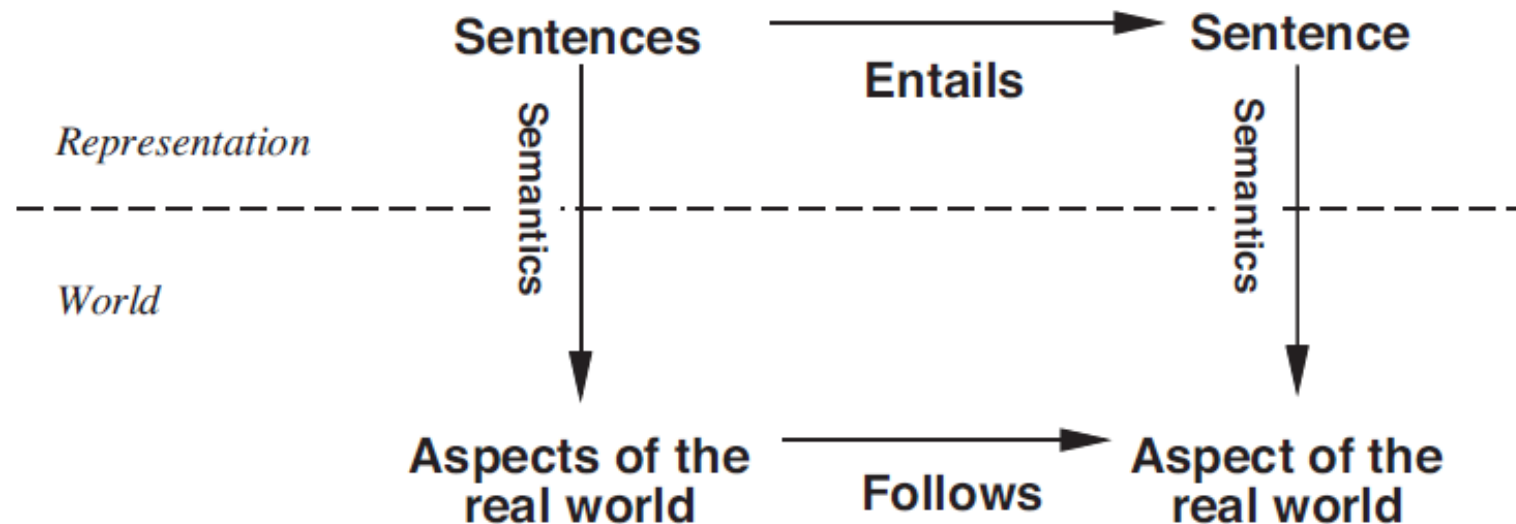 Sentences
Sentence
Entails
Semantics
Semantics
Representation
World
Aspects of the
real world
Follows
Aspect of the
real world